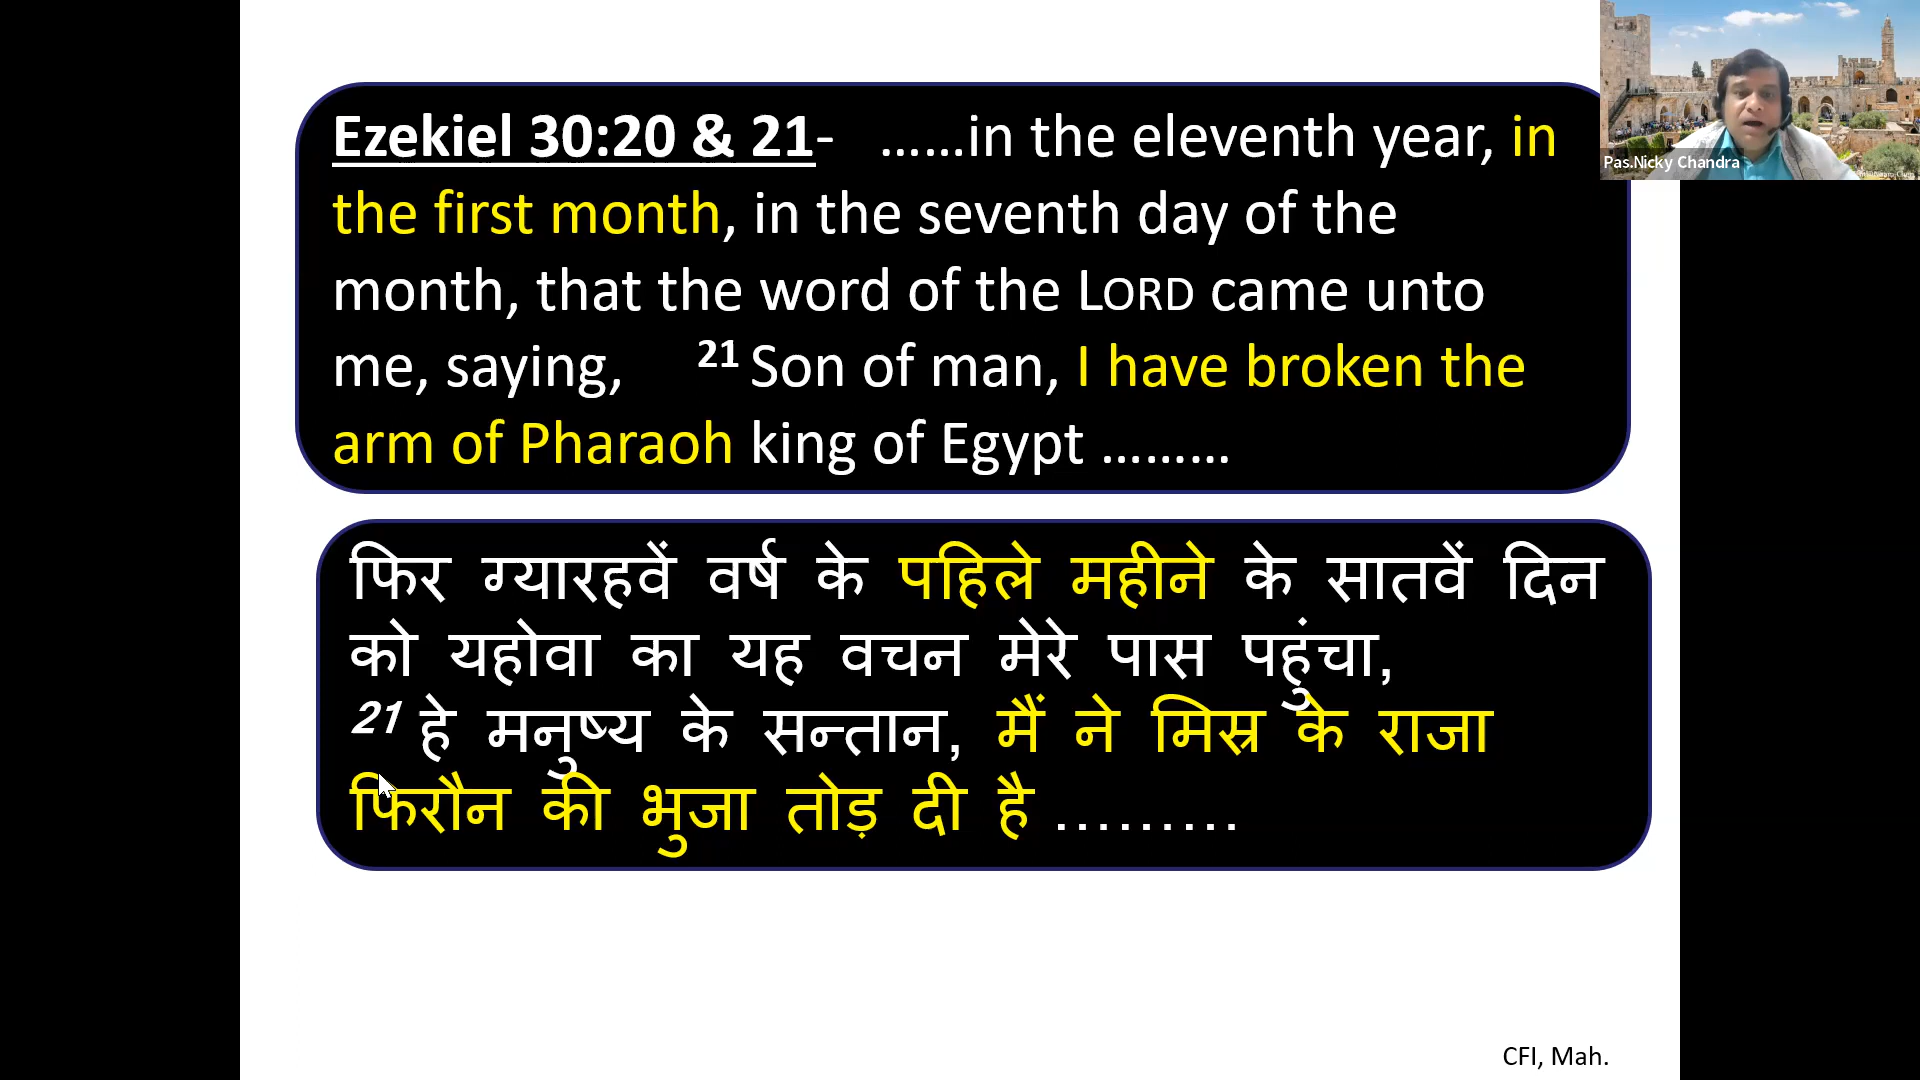 Ezekiel 30:20 & 21-   ……in the eleventh year, in
the first month, in the seventh day of the
month, that the word of the LORD came unto
me, saying,     21 Son of man, I have broken the
arm of Pharaoh king of Egypt ………
Pas.Nicky Chandra
फिर ग्यारहवें वर्ष के पहिले महीने के सातवें दिन
को यहोवा का यह वचन मेरे पास पहुंचा,
21 हे मनुष्य के सन्तान, मैं ने मिस्र के राजा
फिरौन की भुजा तोड़ दी है ………
CFI, Mah.